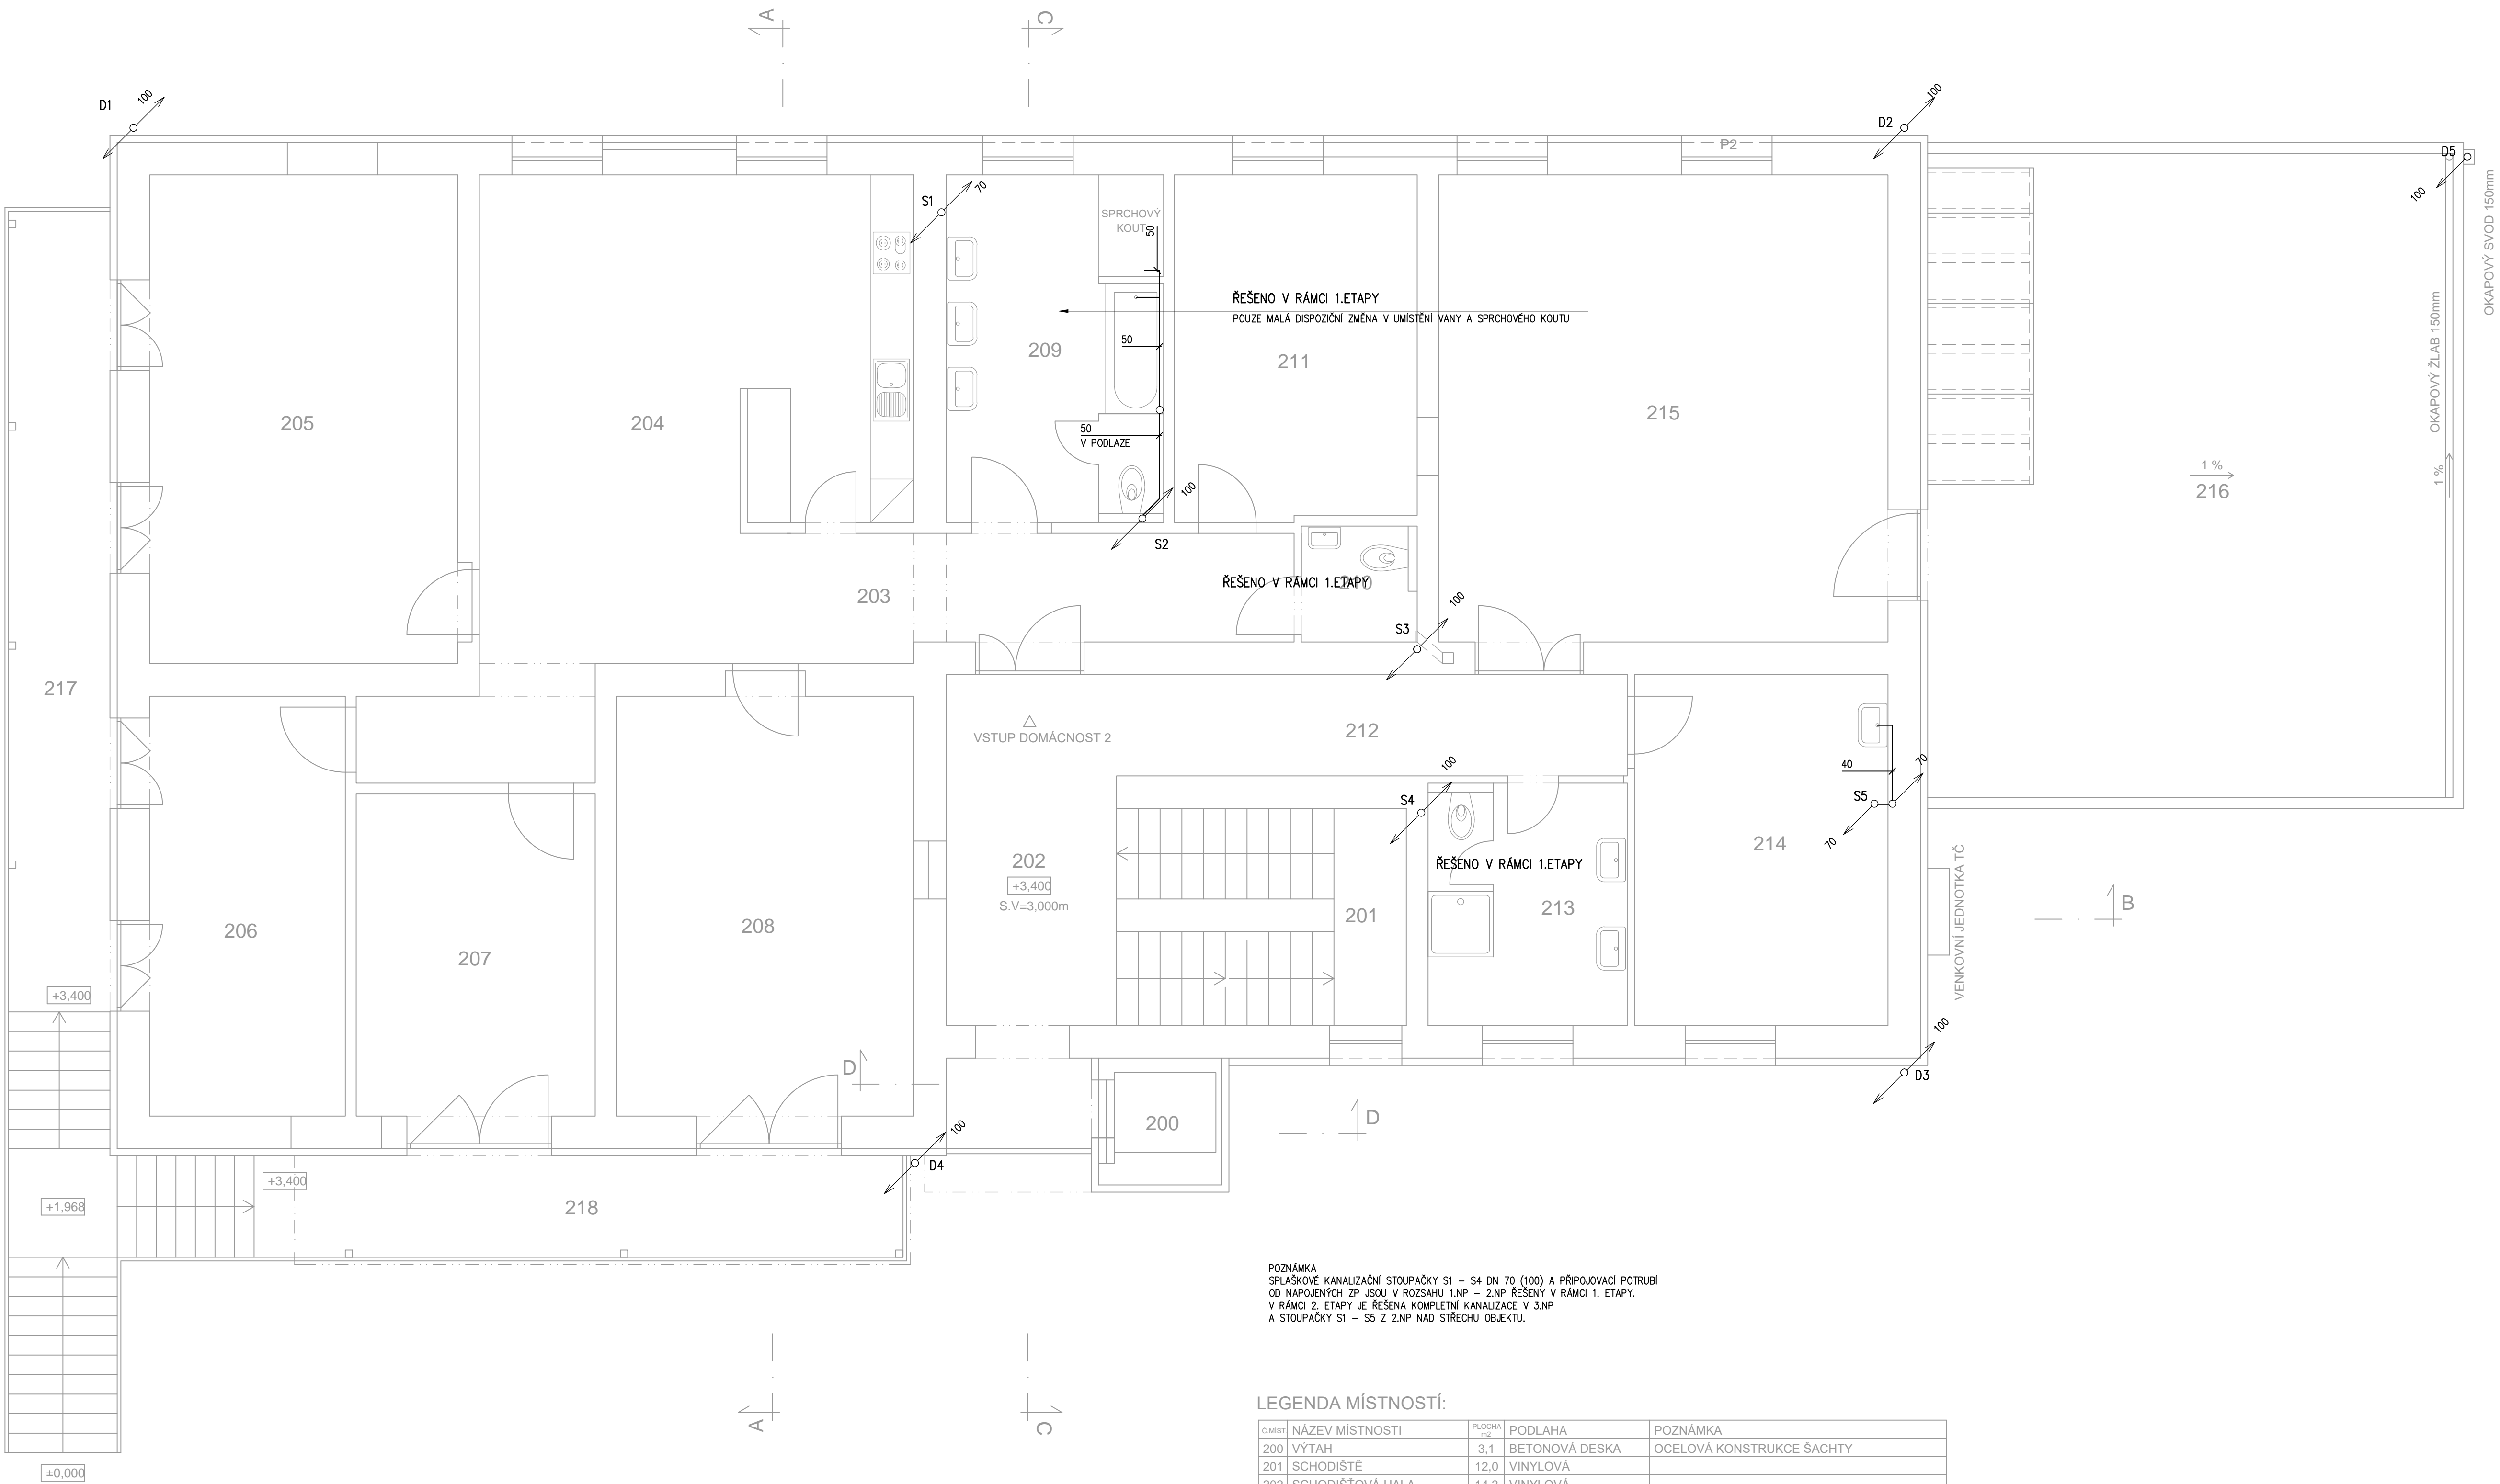 A
C
D1
100
D2
100
P2
D5
100
OKAPOVÝ SVOD 150mm
S1
70
SPRCHOVÝ
KOUT
50
ŘEŠENO V RÁMCI 1.ETAPY
POUZE MALÁ DISPOZIČNÍ ZMĚNA V UMÍSTĚNÍ VANY A SPRCHOVÉHO KOUTU
OKAPOVÝ ŽLAB 150mm
50
209
211
215
205
204
50
V PODLAZE
1 %
216
1 %
100
S2
ŘEŠENO V RÁMCI 1.ETAPY
210
203
100
S3
217
VSTUP DOMÁCNOST 2
212
100
40
70
S4
S5
70
214
202
+3,400
S.V=3,000m
ŘEŠENO V RÁMCI 1.ETAPY
VENKOVNÍ JEDNOTKA TČ
B
201
213
206
207
208
+3,400
D
100
D3
200
D
100
D4
+3,400
+1,968
218
POZNÁMKA
SPLAŠKOVÉ KANALIZAČNÍ STOUPAČKY S1 – S4 DN 70 (100) A PŘIPOJOVACÍ POTRUBÍ
OD NAPOJENÝCH ZP JSOU V ROZSAHU 1.NP – 2.NP ŘEŠENY V RÁMCI 1. ETAPY.
V RÁMCI 2. ETAPY JE ŘEŠENA KOMPLETNÍ KANALIZACE V 3.NP
A STOUPAČKY S1 – S5 Z 2.NP NAD STŘECHU OBJEKTU.
A
C
±0,000
LEGENDA MÍSTNOSTÍ:
Č.MÍST NÁZEV MÍSTNOSTI PLOCHA m2 PODLAHA POZNÁMKA
200 VÝTAH 3,1 BETONOVÁ DESKA OCELOVÁ KONSTRUKCE ŠACHTY
201 SCHODIŠTĚ 12,0 VINYLOVÁ
202 SCHODIŠŤOVÁ HALA 14,3 VINYLOVÁ